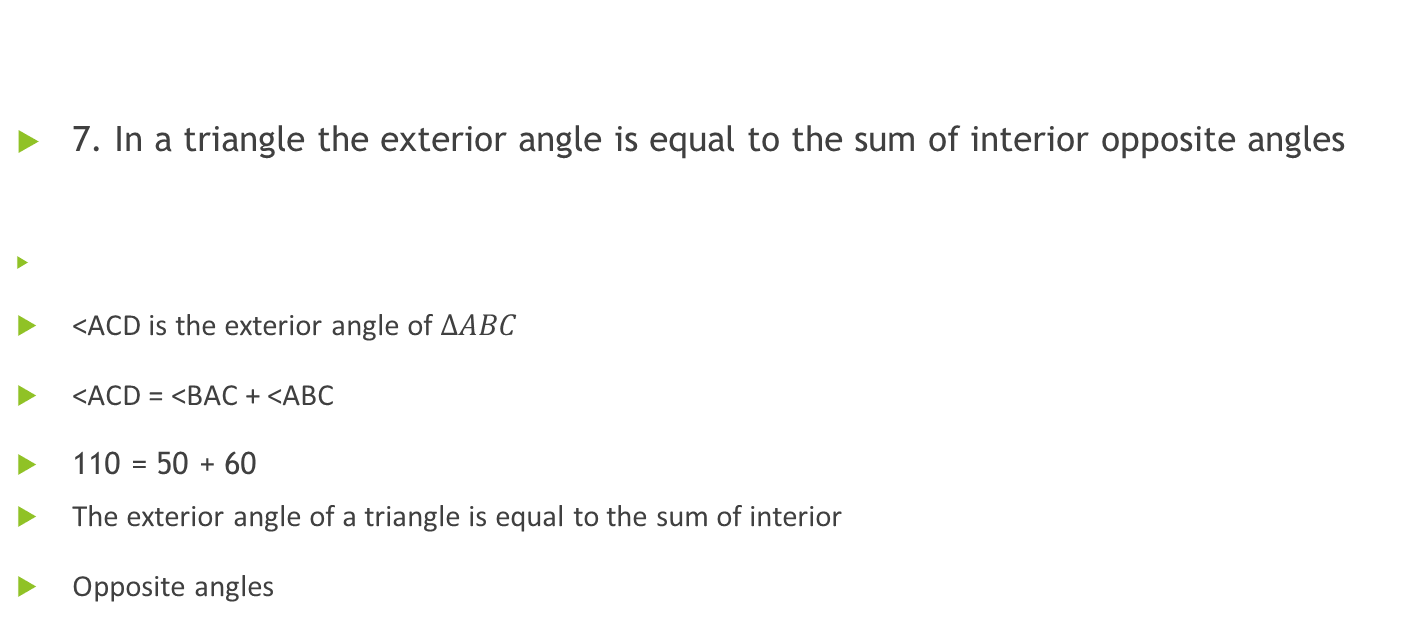 7. In a triangle the exterior angle is equal to the sum of interior opposite angles
<ACD is the exterior angle of Δ𝐴𝐵𝐶
<ACD = <BAC + <ABC
110 = 50 + 60
The exterior angle of a triangle is equal to the sum of interior
Opposite angles